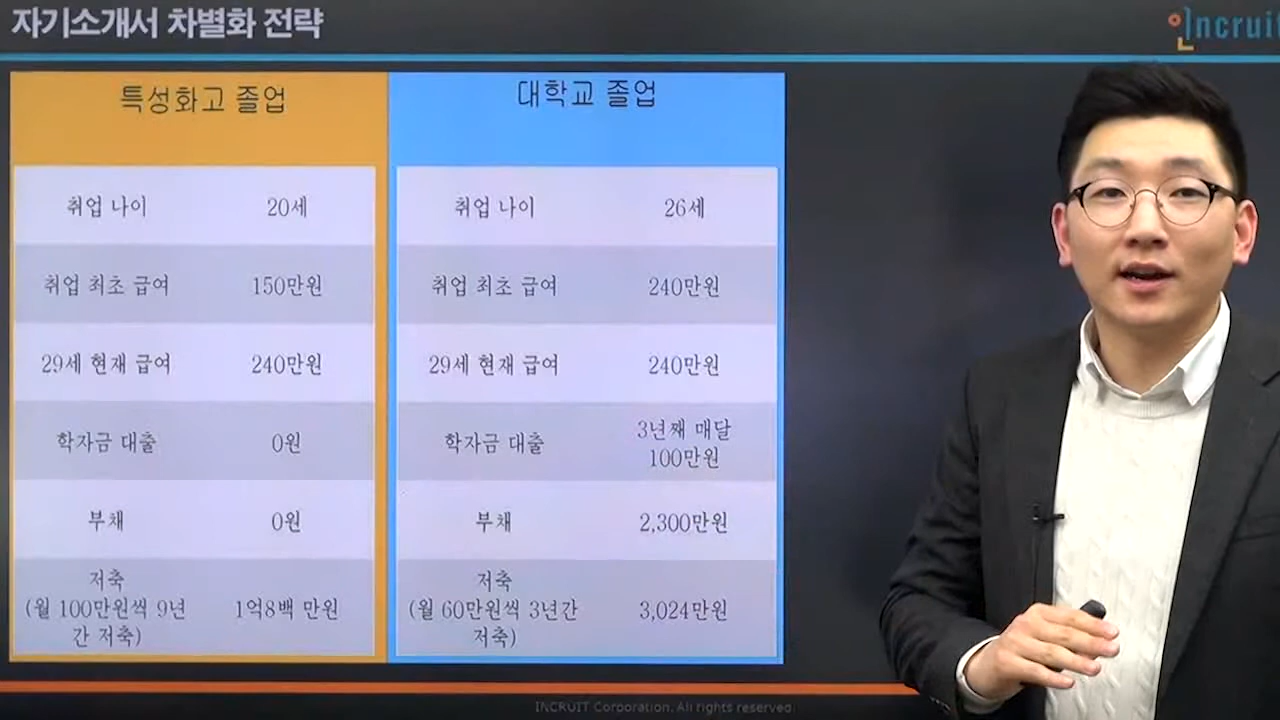 자기소개서 차별화 전략
인ncruit
특성화고 졸업
대학교 졸업
취업 나이
20세
취업 나이
26세
취업 최초 급여
150만원
취업 최초 급여
240만원
29세 현재 급여
240만원
29세 현재 급여
240만원
학자금 대출
0원
학자금 대출
3년째 매달
100만원
부채
0원
부채
2,300만원
저축
(월 100만원씩 9년
간 저축)
1억8백 만원
저축
(월 60만원씩 3년간
저축)
3,024만원
INCRUIT Corporation. All rights reserved.